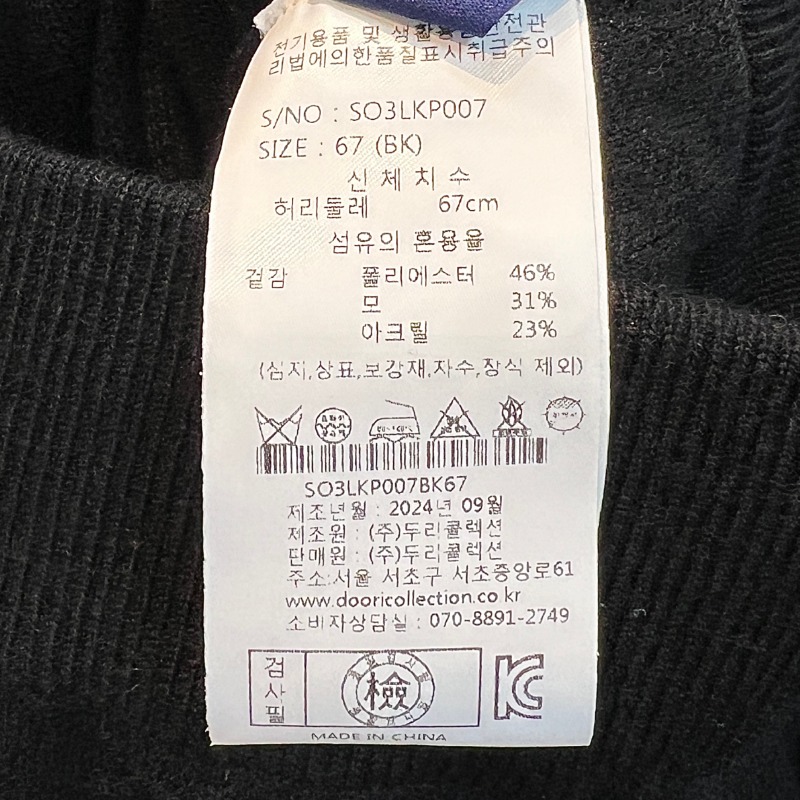 전기용품 및 생활용품안전관
리법에의한품질표시취급주의
S/NO : SO3LKP007
SIZE : 67 (BK)
신 체 치 수
허리둘레 67cm
섬유의 혼용율
겉감 폴리에스터 46%
모 31%
아크릴 23%
(심지,상표,보강재,자수,장식 제외)
SO3LKP007BK67
제조년월 : 2024년 09월
제조원 : (주)두리콜렉션
판매원 : (주)두리콜렉션
주소:서울 서초구 서초중앙로61
www.dooricollection.co.kr
소비자상담실 : 070-8891-2749
검사필
檢
KC
MADE IN CHINA